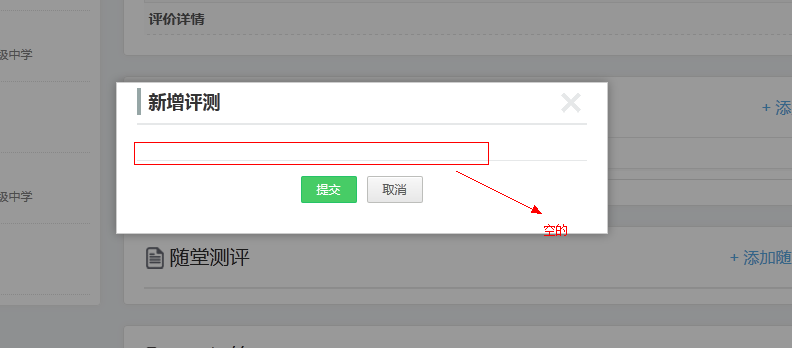 评价详情
级中学
新增评测
+ 添
级中学
提交
取消
空的
随堂测评
+ 添加随